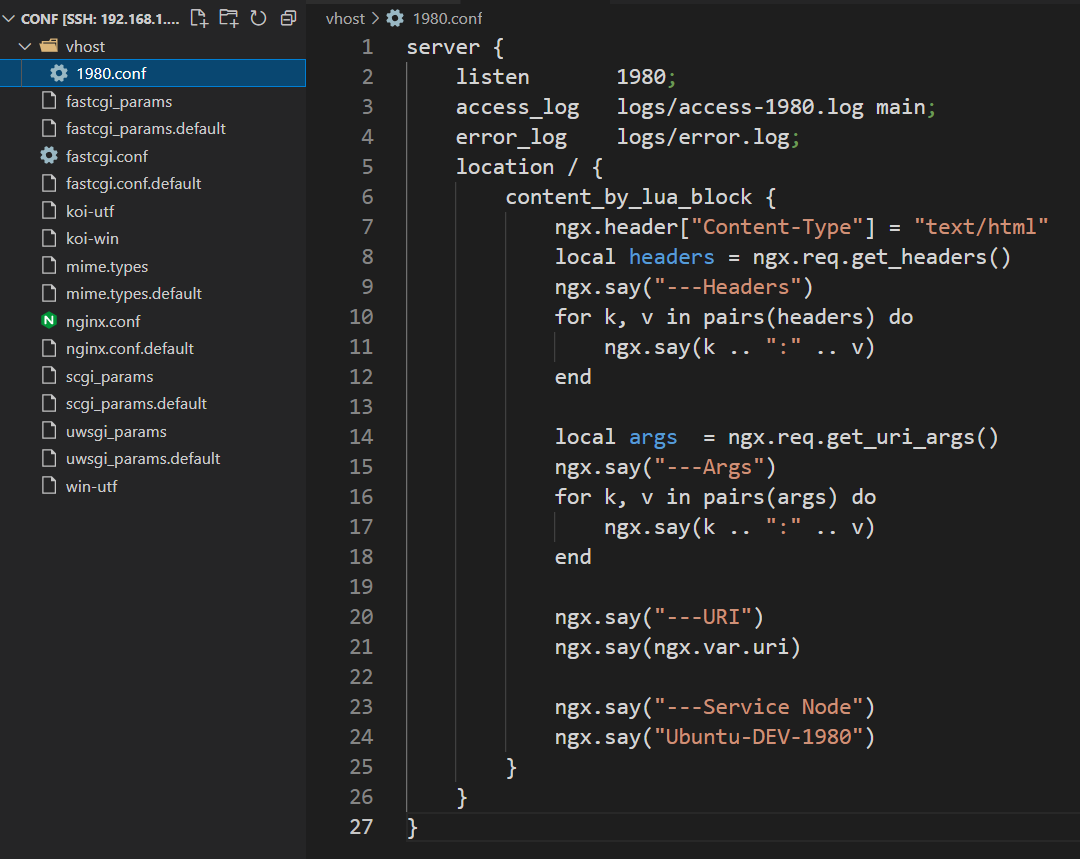 CONF [SSH: 192.168.1....
vhost
1980.conf
fastcgi_params
fastcgi_params.default
fastcgi.conf
fastcgi.conf.default
koi-utf
koi-win
mime.types
mime.types.default
nginx.conf
nginx.conf.default
scgi_params
scgi_params.default
uwsgi_params
uwsgi_params.default
win-utf
vhost > 1980.conf
1 server {
2     listen       1980;
3     access_log   logs/access-1980.log main;
4     error_log    logs/error.log;
5     location / {
6         content_by_lua_block {
7             ngx.header["Content-Type"] = "text/html"
8             local headers = ngx.req.get_headers()
9             ngx.say("---Headers")
10             for k, v in pairs(headers) do
11                 ngx.say(k .. ":" .. v)
12             end
13
14             local args  = ngx.req.get_uri_args()
15             ngx.say("---Args")
16             for k, v in pairs(args) do
17                 ngx.say(k .. ":" .. v)
18             end
19
20             ngx.say("---URI")
21             ngx.say(ngx.var.uri)
22
23             ngx.say("---Service Node")
24             ngx.say("Ubuntu-DEV-1980")
25         }
26     }
27 }